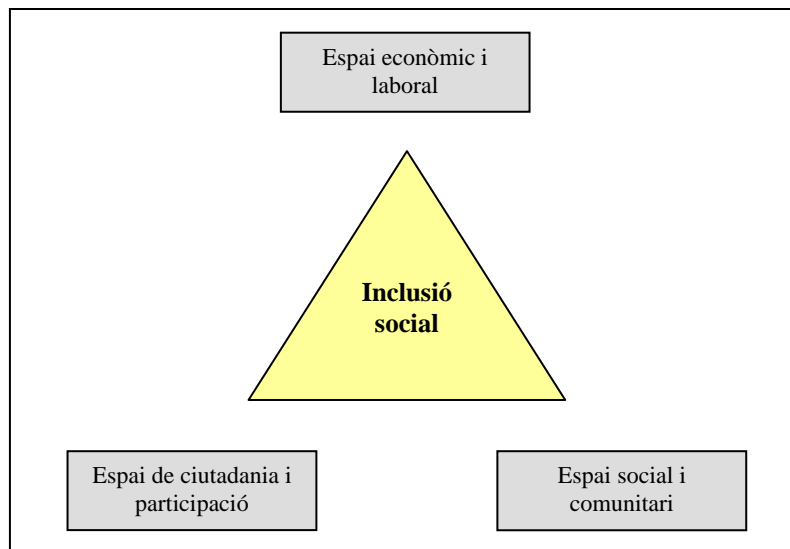 Espai econòmic i
laboral
Inclusió
social
Espai de ciutadania i
participació
Espai social i
comunitari